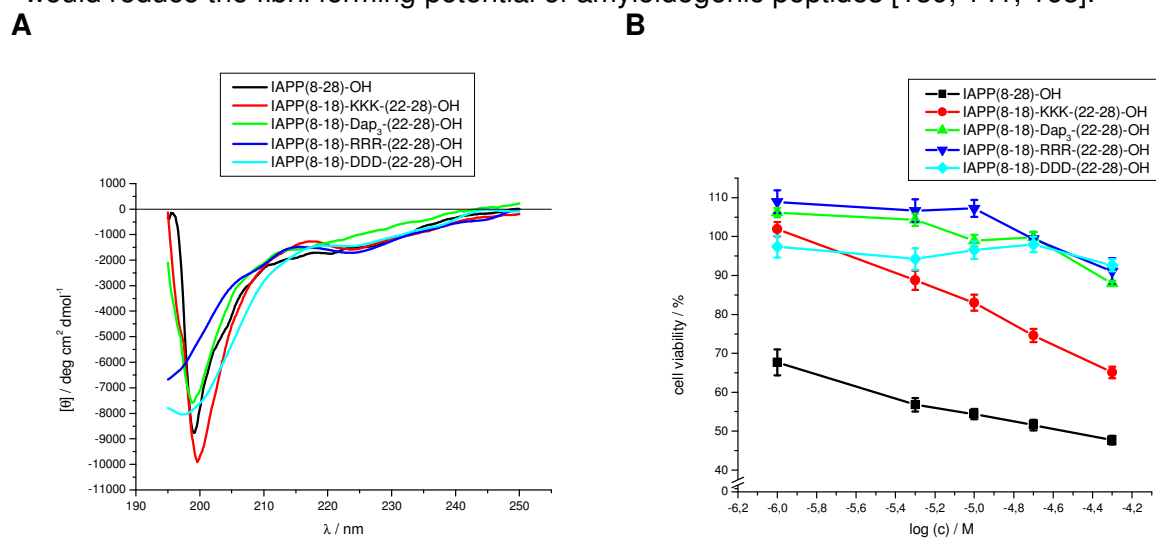 would reduce the fibril forming potential of amyloidogenic peptides
A
B
IAPP(8-28)-OH
IAPP(8-18)-KKK-(22-28)-OH
IAPP(8-18)-Dap₃-(22-28)-OH
IAPP(8-18)-RRR-(22-28)-OH
IAPP(8-18)-DDD-(22-28)-OH
1000
0
-1000
-2000
-3000
-4000
-5000
-6000
-7000
-8000
-9000
-10000
-11000
[θ] / deg cm² dmol⁻¹
190
200
210
220
230
240
250
λ / nm
IAPP(8-28)-OH
IAPP(8-18)-KKK-(22-28)-OH
IAPP(8-18)-Dap₃-(22-28)-OH
IAPP(8-18)-RRR-(22-28)-OH
IAPP(8-18)-DDD-(22-28)-OH
110
100
90
80
70
60
50
40
0
cell viability / %
-6,2
-6,0
-5,8
-5,6
-5,4
-5,2
-5,0
-4,8
-4,6
-4,4
-4,2
log (c) / M